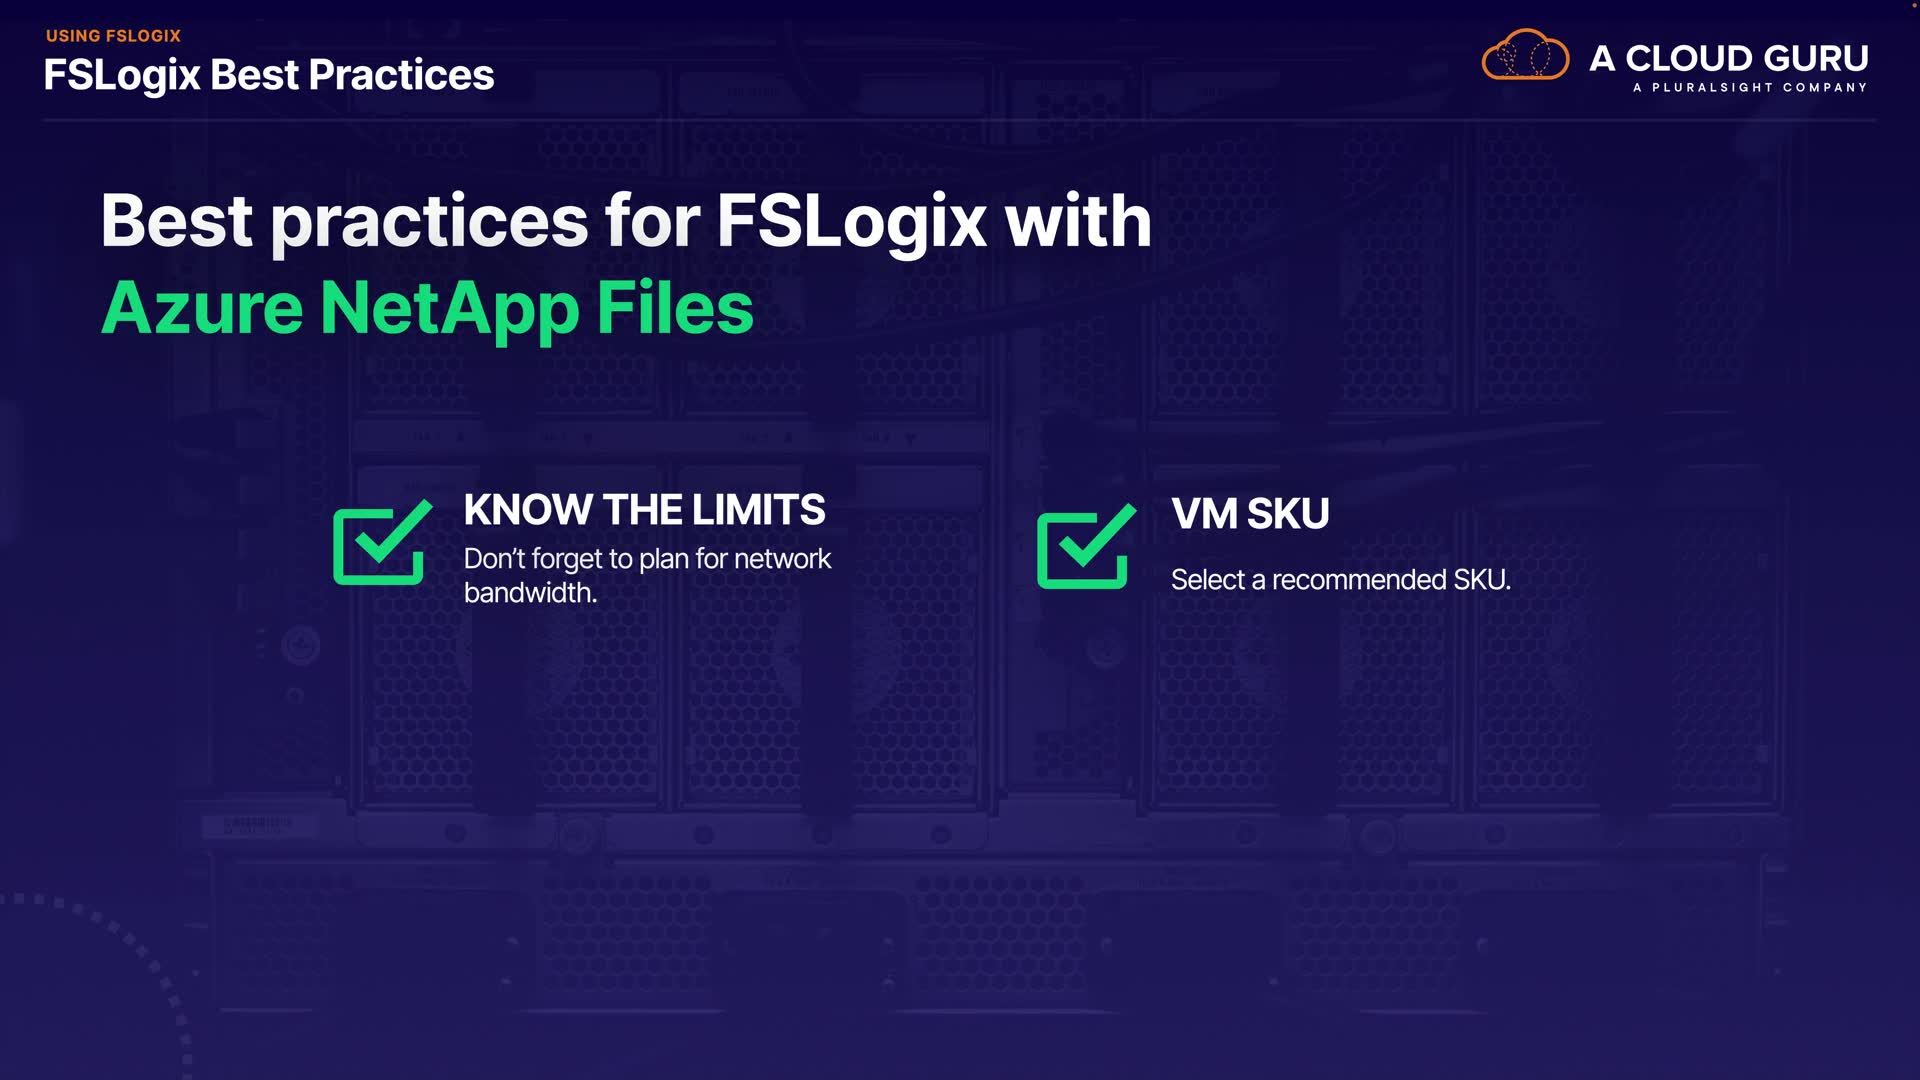 USING FSLOGIX
FSLogix Best Practices
A CLOUD GURU
A PLURALSIGHT COMPANY
Best practices for FSLogix with
Azure NetApp Files
KNOW THE LIMITS
Don’t forget to plan for network
bandwidth.
VM SKU
Select a recommended SKU.